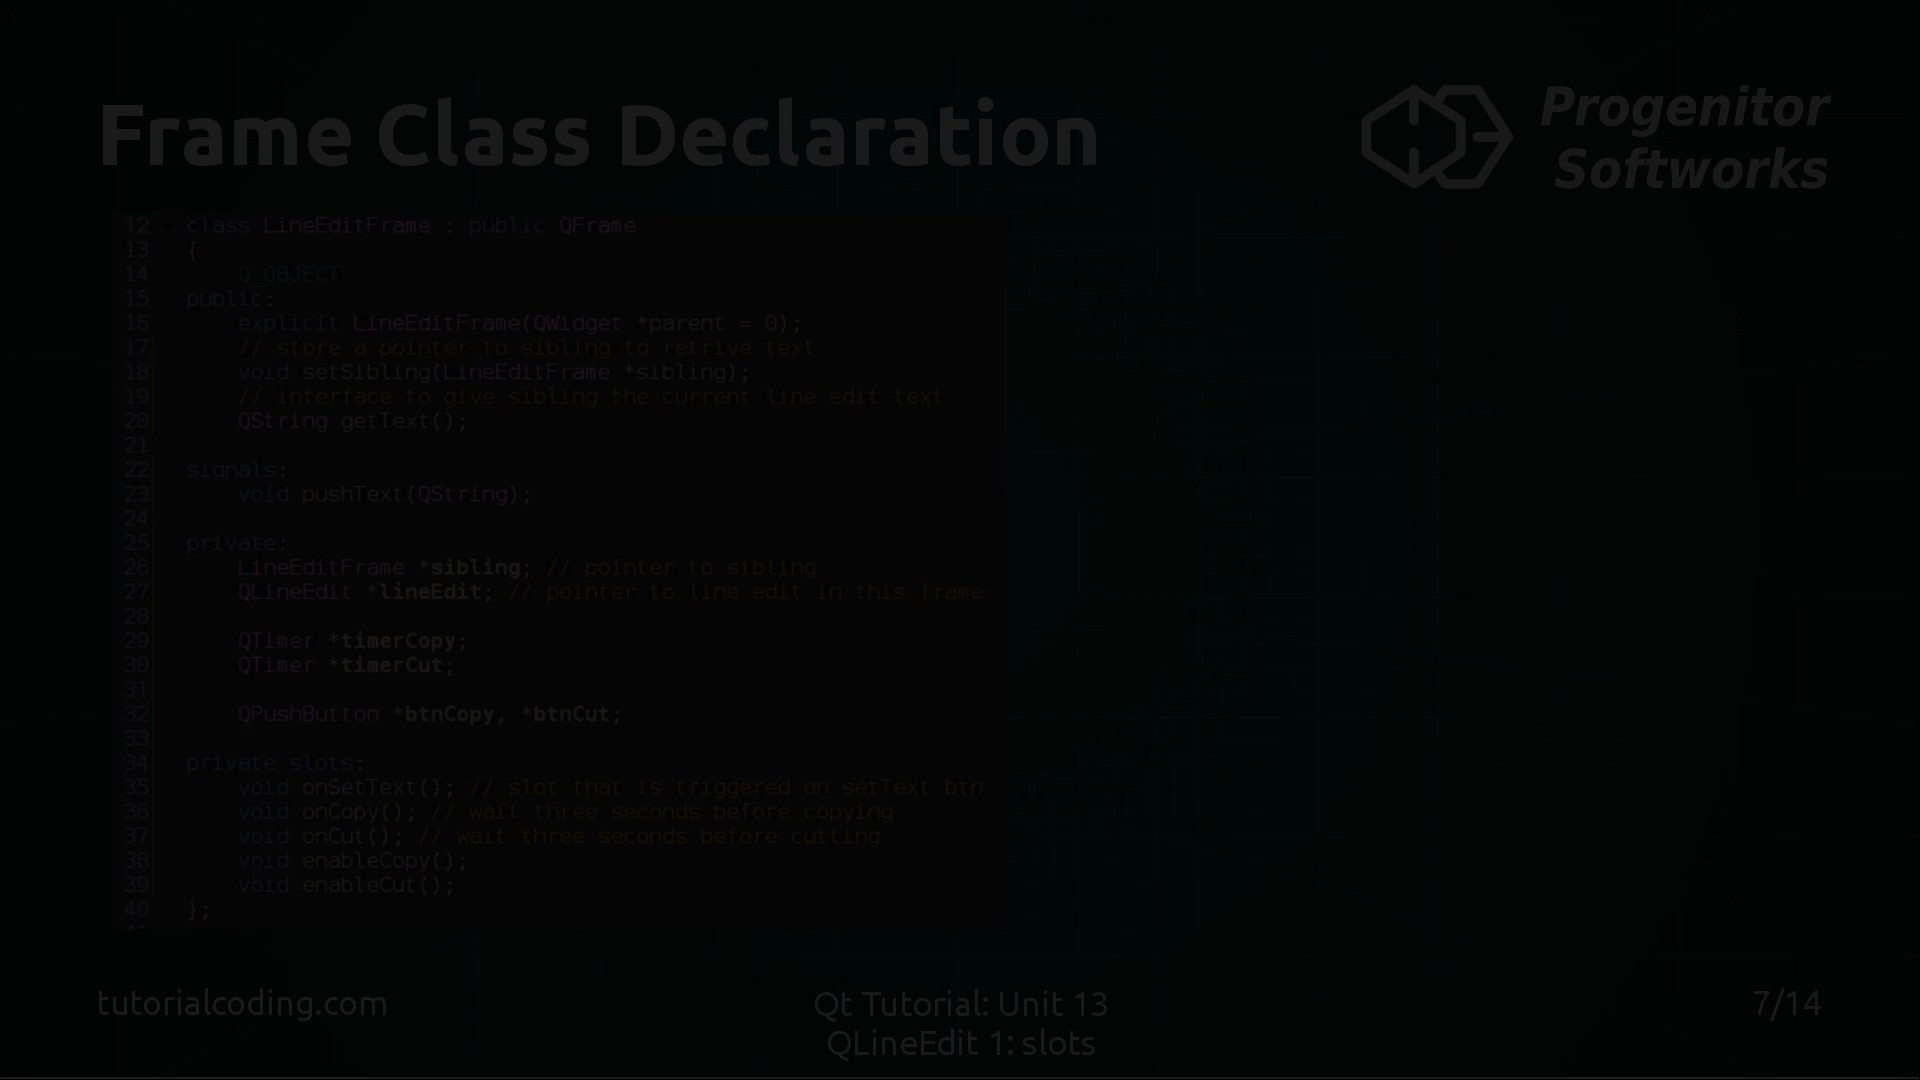 Frame Class Declaration
Progenitor
Softworks
12 class LineEditFrame : public QFrame
13 {
14 Q_OBJECT
15 public:
16 explicit LineEditFrame(QWidget *parent = 0);
17 // store a pointer to sibling to retrive text
18 void setSibling(LineEditFrame *sibling);
19 // interface to give sibling the current line edit text
20 QString getText();
21
22 signals:
23 void pushText(QString);
24
25 private:
26 LineEditFrame *sibling; // pointer to sibling
27 QLineEdit *lineEdit; // pointer to line edit in this frame
28
29 QTimer *timerCopy;
30 QTimer *timerCut;
31
32 QPushButton *btnCopy, *btnCut;
33
34 private slots:
35 void onSetText(); // slot that is triggered on setText btn
36 void onCopy(); // wait three seconds before copying
37 void onCut(); // wait three seconds before cutting
38 void enableCopy();
39 void enableCut();
40 };
tutorialcoding.com
Qt Tutorial: Unit 13
QLineEdit 1: slots
7/14